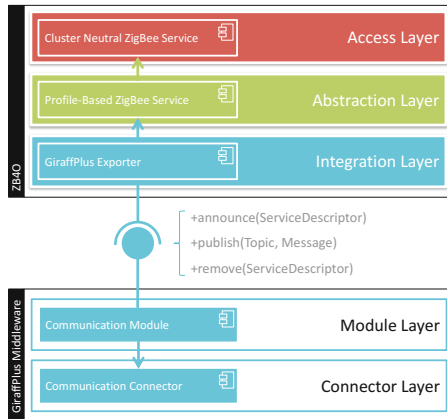 ZB4O
Cluster Neutral ZigBee Service
Access Layer
Profile-Based ZigBee Service
Abstraction Layer
GiraffPlus Exporter
Integration Layer
+announce(ServiceDescriptor)
+publish(Topic, Message)
+remove(ServiceDescriptor)
GiraffPlus Middleware
Communication Module
Module Layer
Communication Connector
Connector Layer